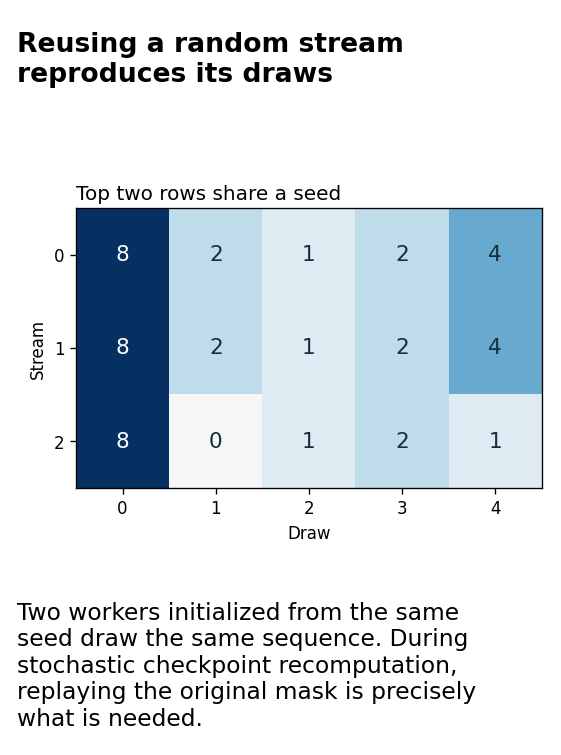 Reusing a random stream
reproduces its draws
Top two rows share a seed
0 8 2 1 2 4
1 8 2 1 2 4
2 8 0 1 2 1
Stream
0 1 2 3 4
Draw
Two workers initialized from the same
seed draw the same sequence. During
stochastic checkpoint recomputation,
replaying the original mask is precisely
what is needed.